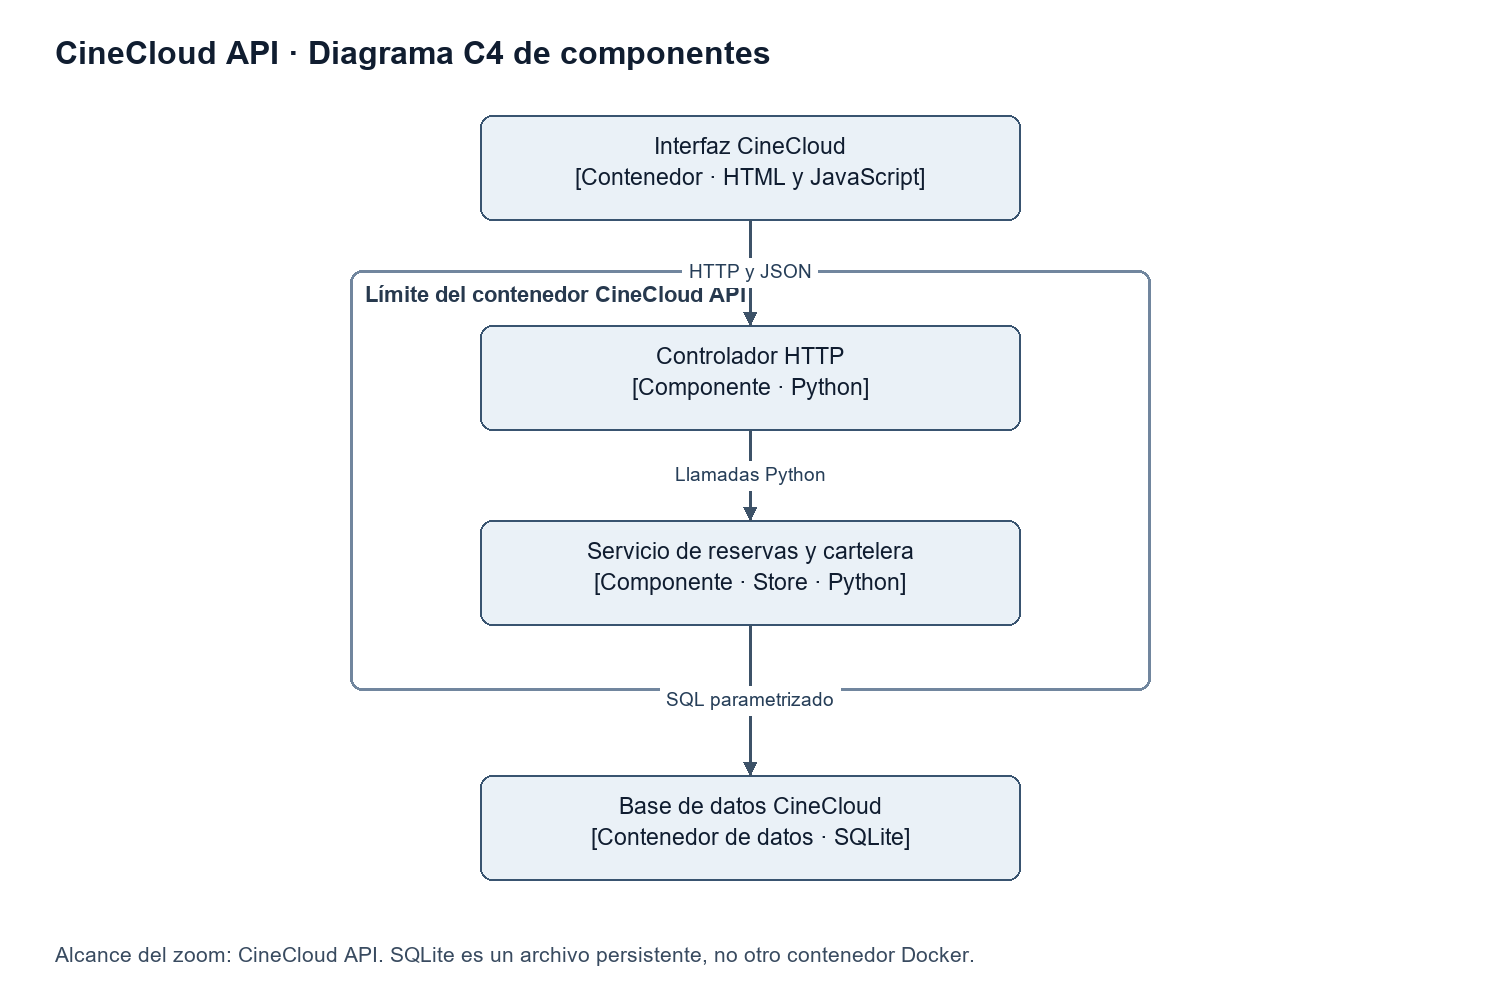 CineCloud API · Diagrama C4 de componentes
Interfaz CineCloud
[Contenedor · HTML y JavaScript]
HTTP y JSON
Límite del contenedor CineCloud API
Controlador HTTP
[Componente · Python]
Llamadas Python
Servicio de reservas y cartelera
[Componente · Store · Python]
SQL parametrizado
Base de datos CineCloud
[Contenedor de datos · SQLite]
Alcance del zoom: CineCloud API. SQLite es un archivo persistente, no otro contenedor Docker.